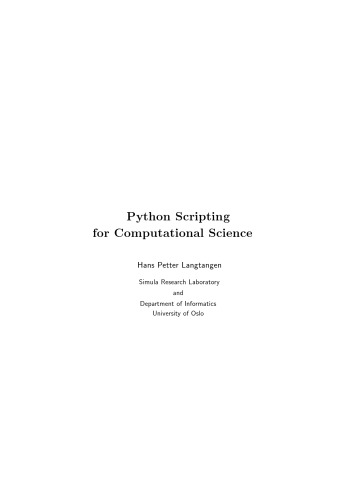 Python Scripting
for Computational Science
Hans Petter Langtangen
Simula Research Laboratory
and
Department of Informatics
University of Oslo